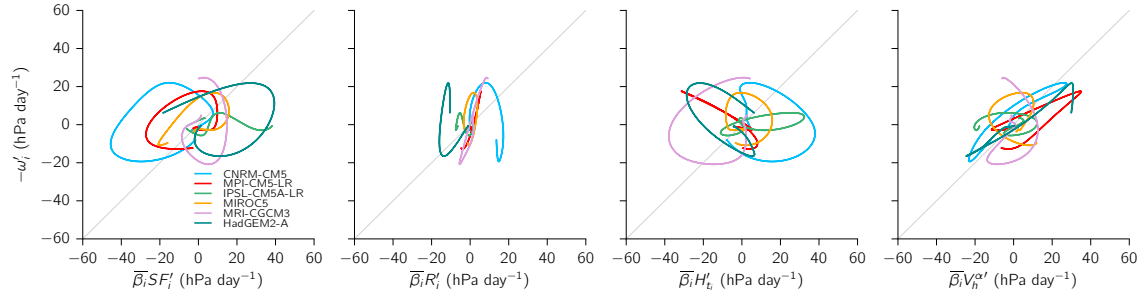 60
40
20
0
−20
−40
−60
−ω′ᵢ (hPa day⁻¹)
CNRM-CM5
MPI-CM5-LR
IPSL-CM5A-LR
MIROC5
MRI-CGCM3
HadGEM2-A
−60 −40 −20 0 20 40 60
−60 −40 −20 0 20 40 60
−60 −40 −20 0 20 40 60
−60 −40 −20 0 20 40 60
β̅ᵢSF′ᵢ (hPa day⁻¹)
β̅ᵢR′ᵢ (hPa day⁻¹)
β̅ᵢH′_{tᵢ} (hPa day⁻¹)
β̅ᵢV_h^{α}′ (hPa day⁻¹)